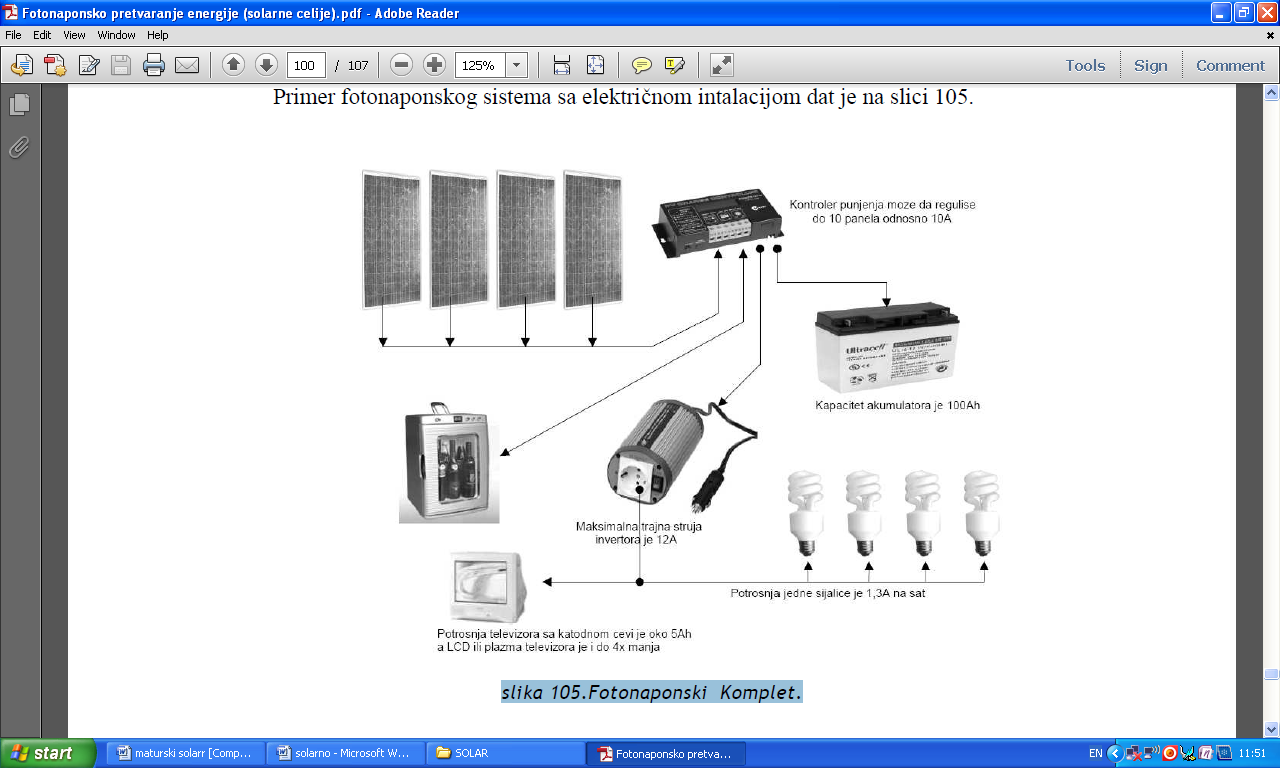 Fotonaponsko pretvaranje energije (solarne celije).pdf - Adobe Reader
File Edit View Window Help
100 / 107 125% Tools Sign Comment
Primer fotonaponskog sistema sa električnom intalacijom dat je na slici 105.
Kontroler punjenja moze da regulise
do 10 panela odnosno 10A
Ultracell
Kapacitet akumulatora je 100Ah
Maksimalna trajna struja
invertora je 12A
Potrosnja jedne sijalice je 1,3A na sat
Potrosnja televizora sa katodnom cevi je oko 5Ah
a LCD ili plazma televizora je i do 4x manja
slika 105.Fotonaponski Komplet.
start
maturski solarr [Comp...
solarno - Microsoft W...
SOLAR
Fotonaponsko pretva...
EN
11:51